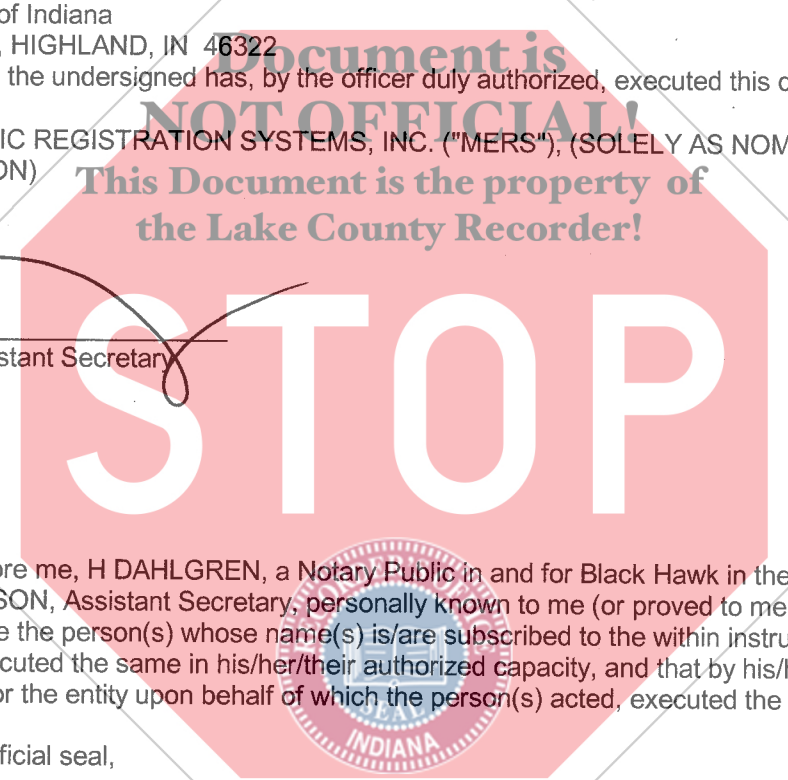 of Indiana
, HIGHLAND, IN 46322
Document is
the undersigned has, by the officer duly authorized, executed this
NOT OFFICIAL!
IC REGISTRATION SYSTEMS, INC. ("MERS"), (SOLELY AS NOM
ON)
This Document is the property of
the Lake County Recorder!
STOP
stant Secretary
ore me, H DAHLGREN, a Notary Public in and for Black Hawk in the
SON, Assistant Secretary, personally known to me (or proved to me
e the person(s) whose name(s) is/are subscribed to the within instru
cuted the same in his/her/their authorized capacity, and that by his/h
or the entity upon behalf of which the person(s) acted, executed the
SEAL
INDIANA
ficial seal,